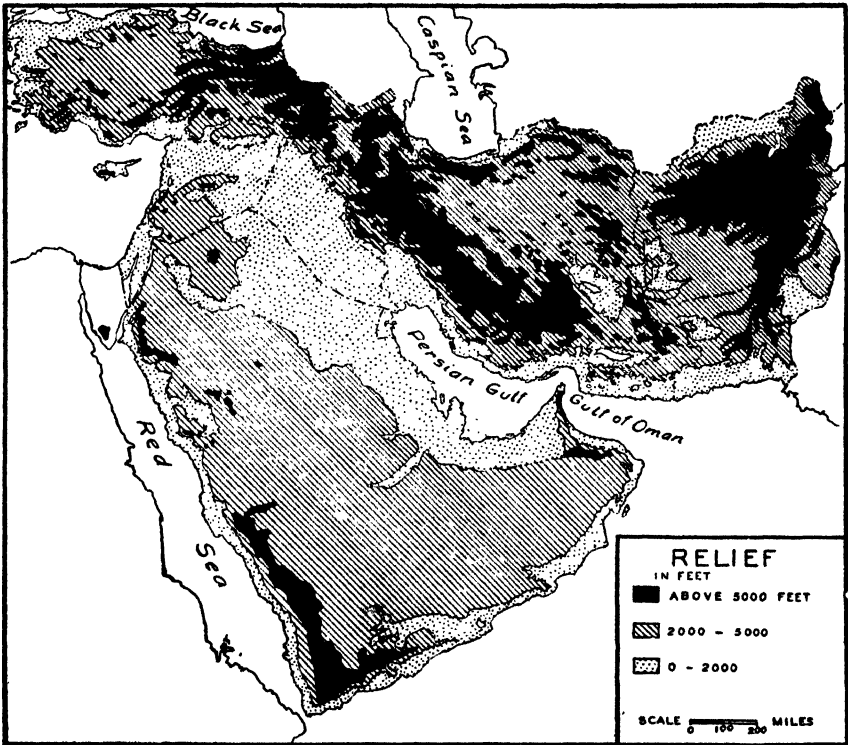 Black Sea
Caspian Sea
Persian Gulf
Gulf of Oman
Red Sea
RELIEF
IN FEET
ABOVE 5000 FEET
2000 - 5000
0 - 2000
SCALE 0 100 200 MILES